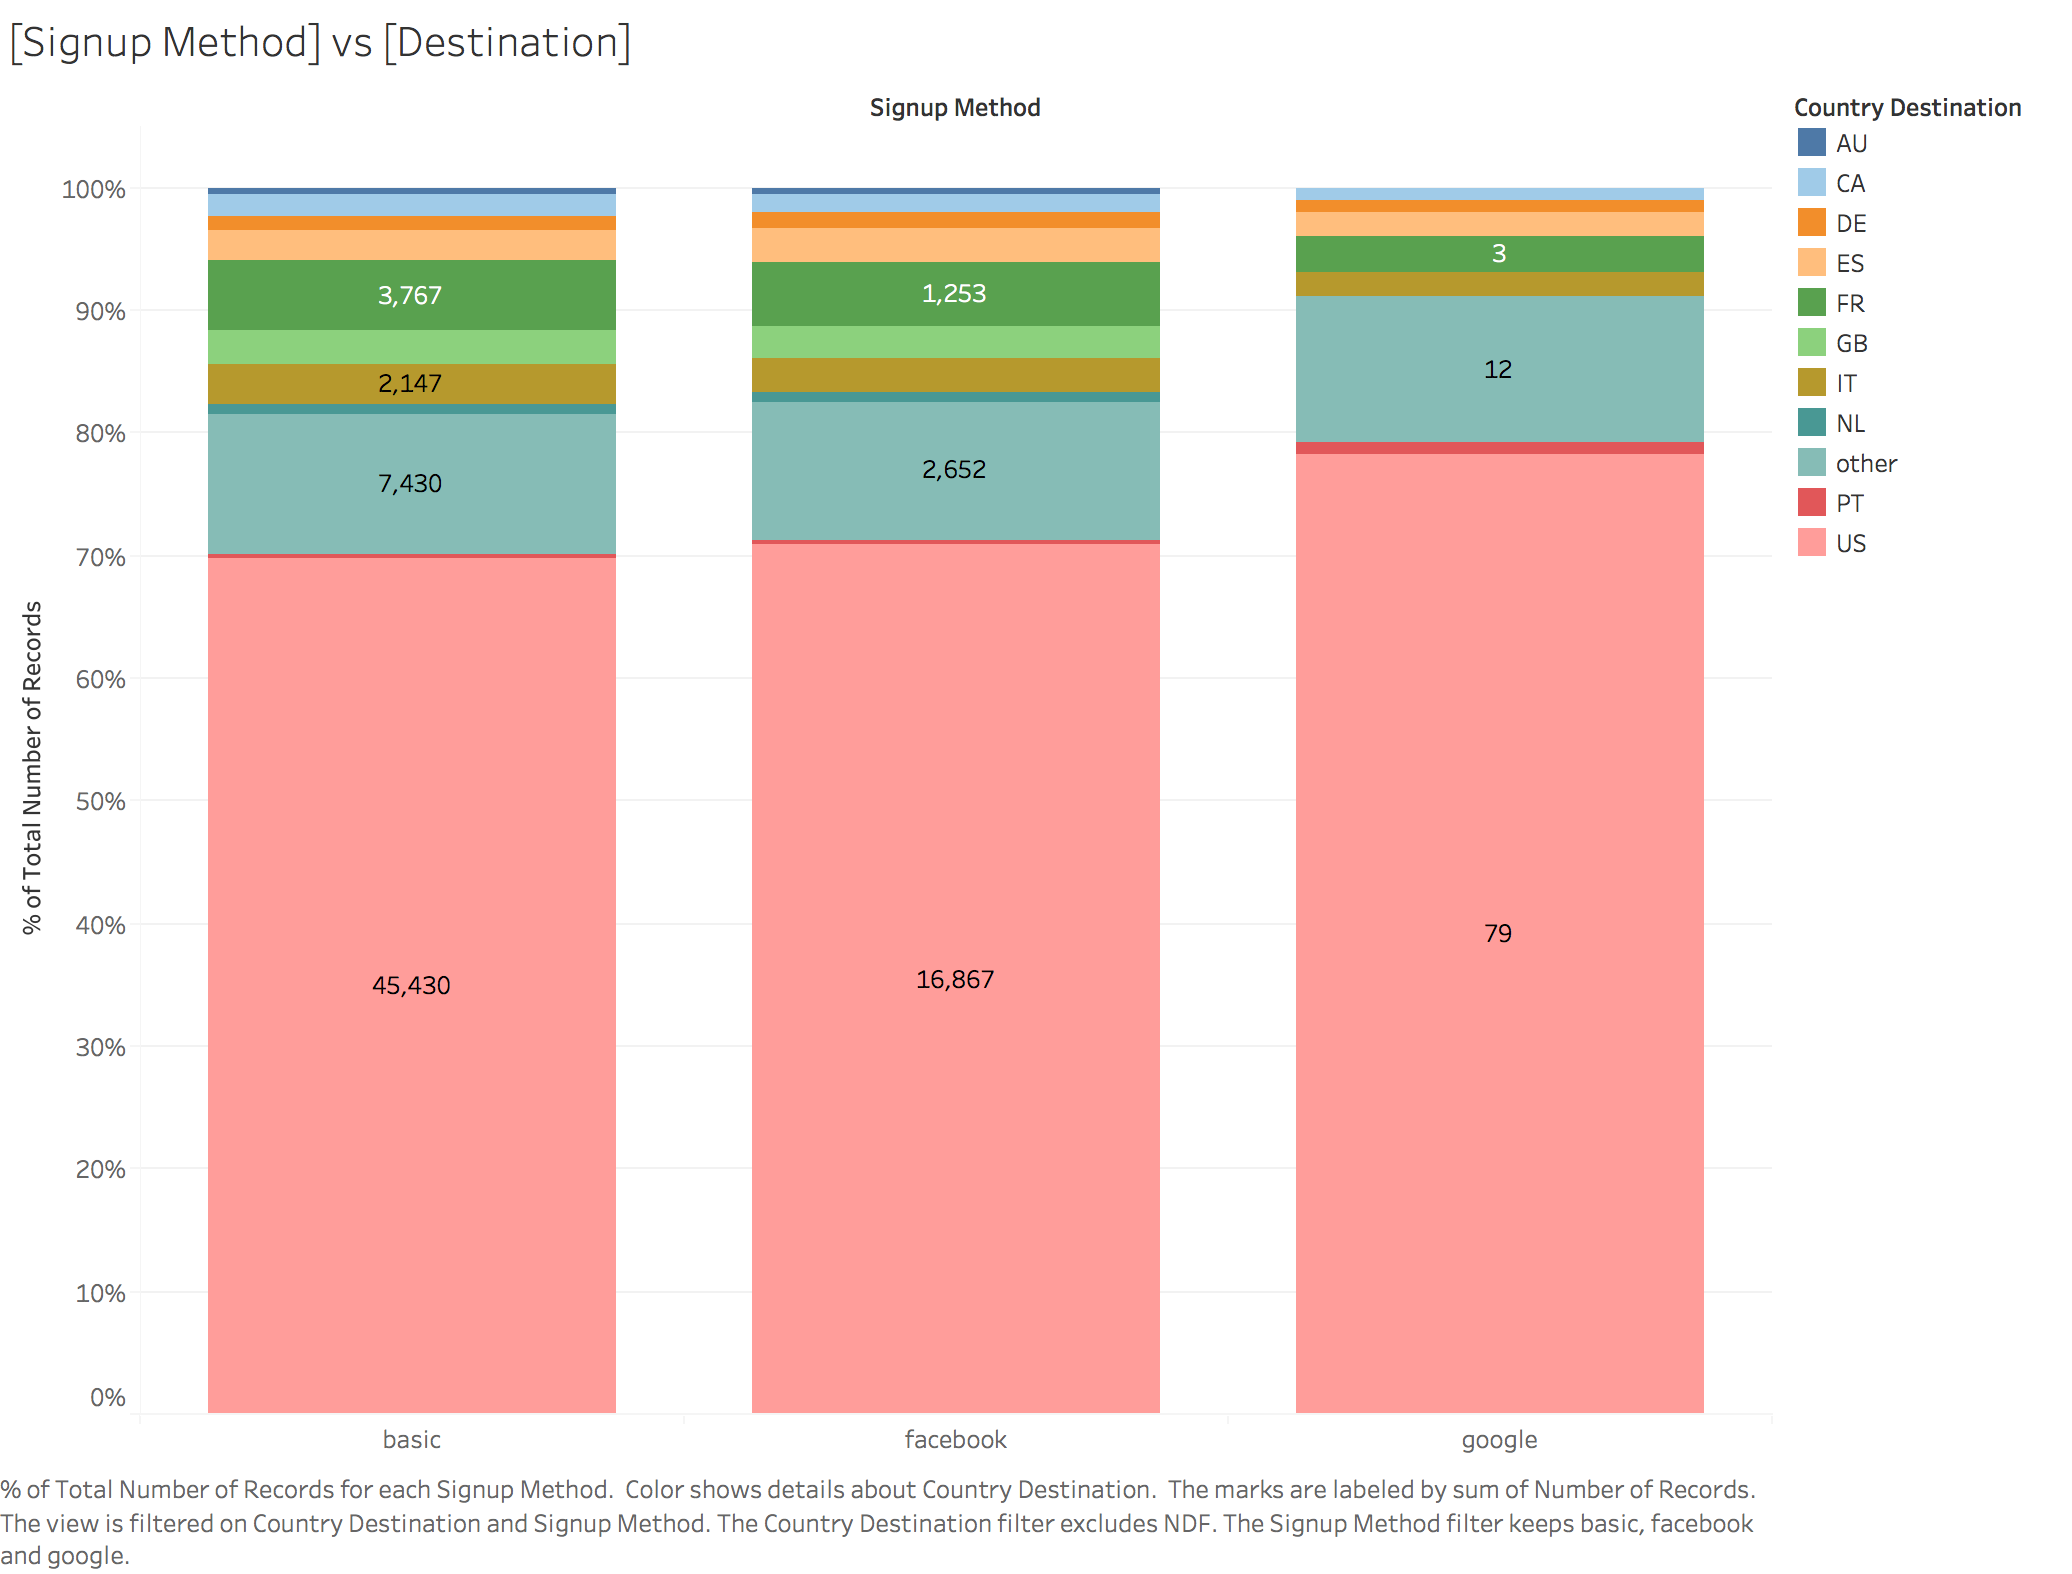 [Signup Method] vs [Destination]
Signup Method
Country Destination
AU
CA
DE
ES
FR
GB
IT
NL
other
PT
US
% of Total Number of Records
100%
90%
80%
70%
60%
50%
40%
30%
20%
10%
0%
3,767
2,147
7,430
45,430
1,253
2,652
16,867
3
12
79
basic
facebook
google
% of Total Number of Records for each Signup Method.  Color shows details about Country Destination.  The marks are labeled by sum of Number of Records.
The view is filtered on Country Destination and Signup Method. The Country Destination filter excludes NDF. The Signup Method filter keeps basic, facebook
and google.